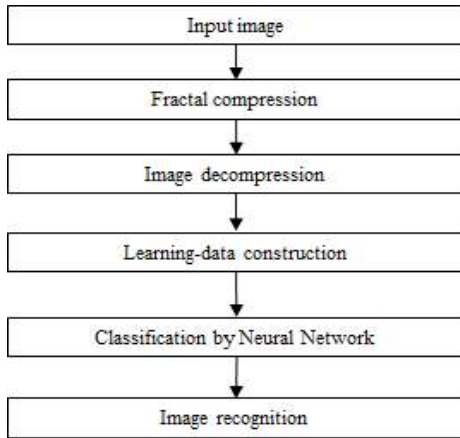 Input image
Fractal compression
Image decompression
Learning-data construction
Classification by Neural Network
Image recognition